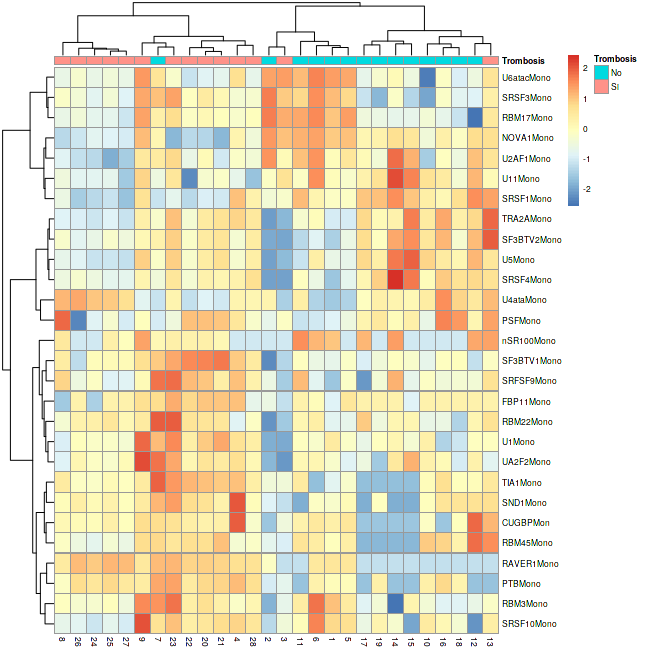 Trombosis
Trombosis
No
SI
2
1
0
-1
-2
U6atacMono
SRSF3Mono
RBM17Mono
NOVA1Mono
U2AF1Mono
U11Mono
SRSF1Mono
TRA2AMono
SF3BTV2Mono
U5Mono
SRSF4Mono
U4ataMono
PSFMono
nSR100Mono
SF3BTV1Mono
SRFSF9Mono
FBP11Mono
RBM22Mono
U1Mono
UA2F2Mono
TIA1Mono
SND1Mono
CUGBPMon
RBM45Mono
RAVER1Mono
PTBMono
RBM3Mono
SRSF10Mono
8 26 24 25 27 9 7 23 22 20 21 4 28 2 3 11 6 1 5 17 19 14 15 10 16 18 12 13